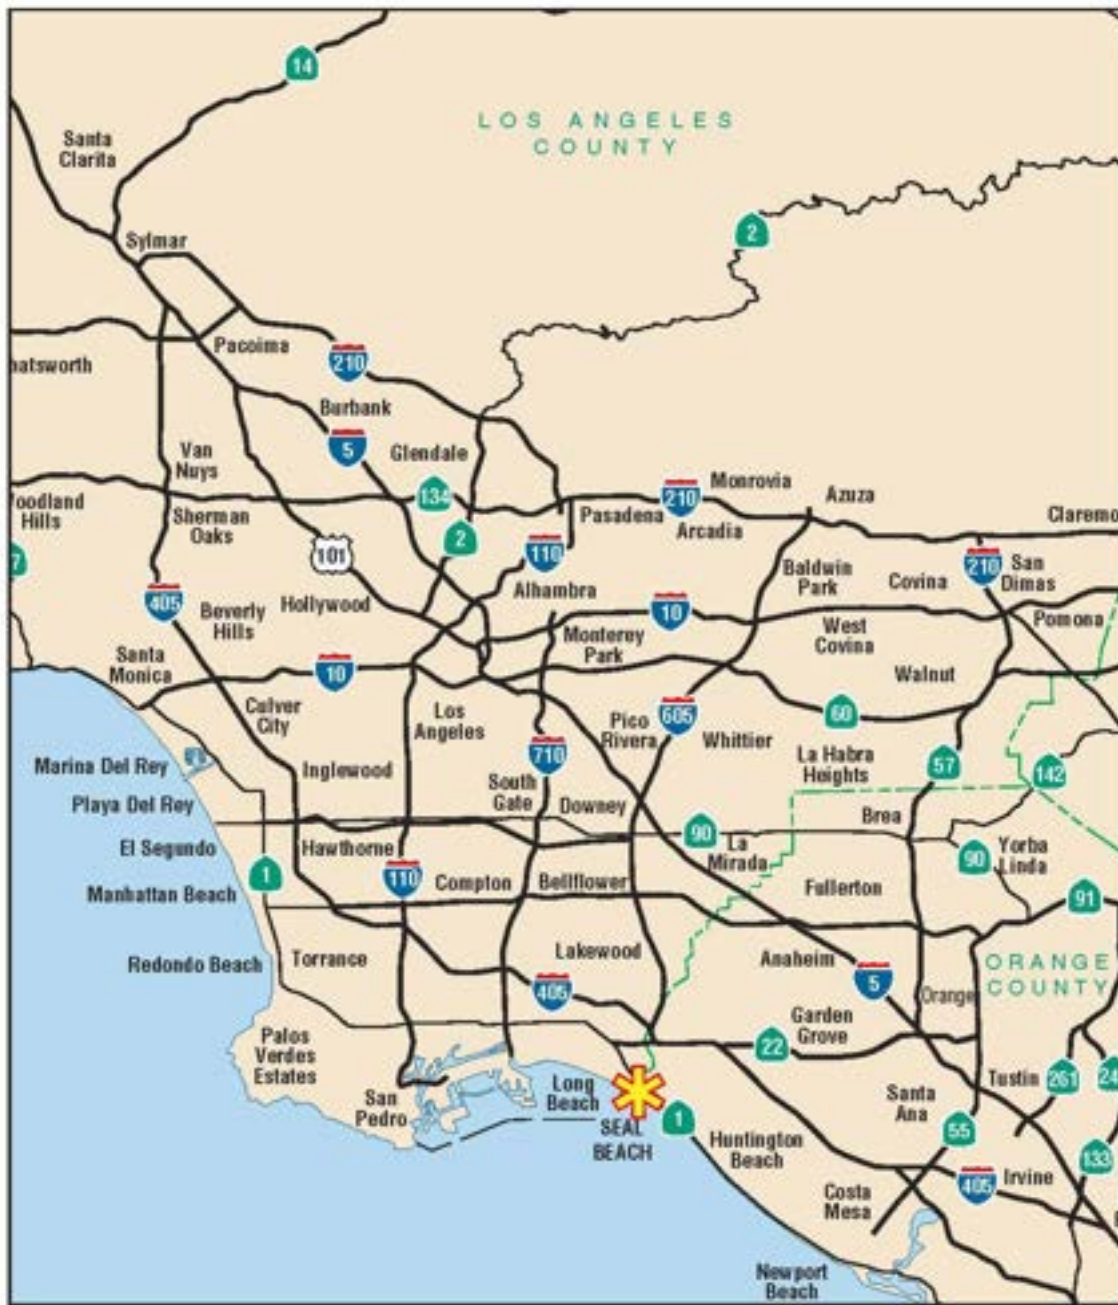 14
LOS ANGELES
COUNTY
Santa
Clarita
2
Sylmar
Pacoima
210
hatsworth
Burbank
5
Van
Nuys
Glendale
134
210
Monrovia
Azuza
oodland
Hills
Sherman
Oaks
Pasadena
Arcadia
Claremo
7
101
2
110
Baldwin
Park
Covina
210
San
Dimas
405
Beverly
Hills
Hollywood
Alhambra
10
Monterey
Park
West
Covina
Pomona
Santa
Monica
10
Walnut
Culver
City
Los
Angeles
Pico
Rivera
605
Whittier
60
Marina Del Rey
Inglewood
710
South
Gate
La Habra
Heights
57
142
Playa Del Rey
Downey
Brea
El Segundo
Hawthorne
90
La
Mirada
90
Yorba
Linda
Manhattan Beach
1
110
Compton
Bellflower
Fullerton
91
Redondo Beach
Torrance
Lakewood
Anaheim
ORANGE
COUNTY
405
5
Orange
Palos
Verdes
Estates
22
Garden
Grove
San
Pedro
Long
Beach
SEAL
BEACH
1
Santa
Ana
Tustin
261
24
55
Huntington
Beach
133
Costa
Mesa
405
Irvine
Newport
Beach